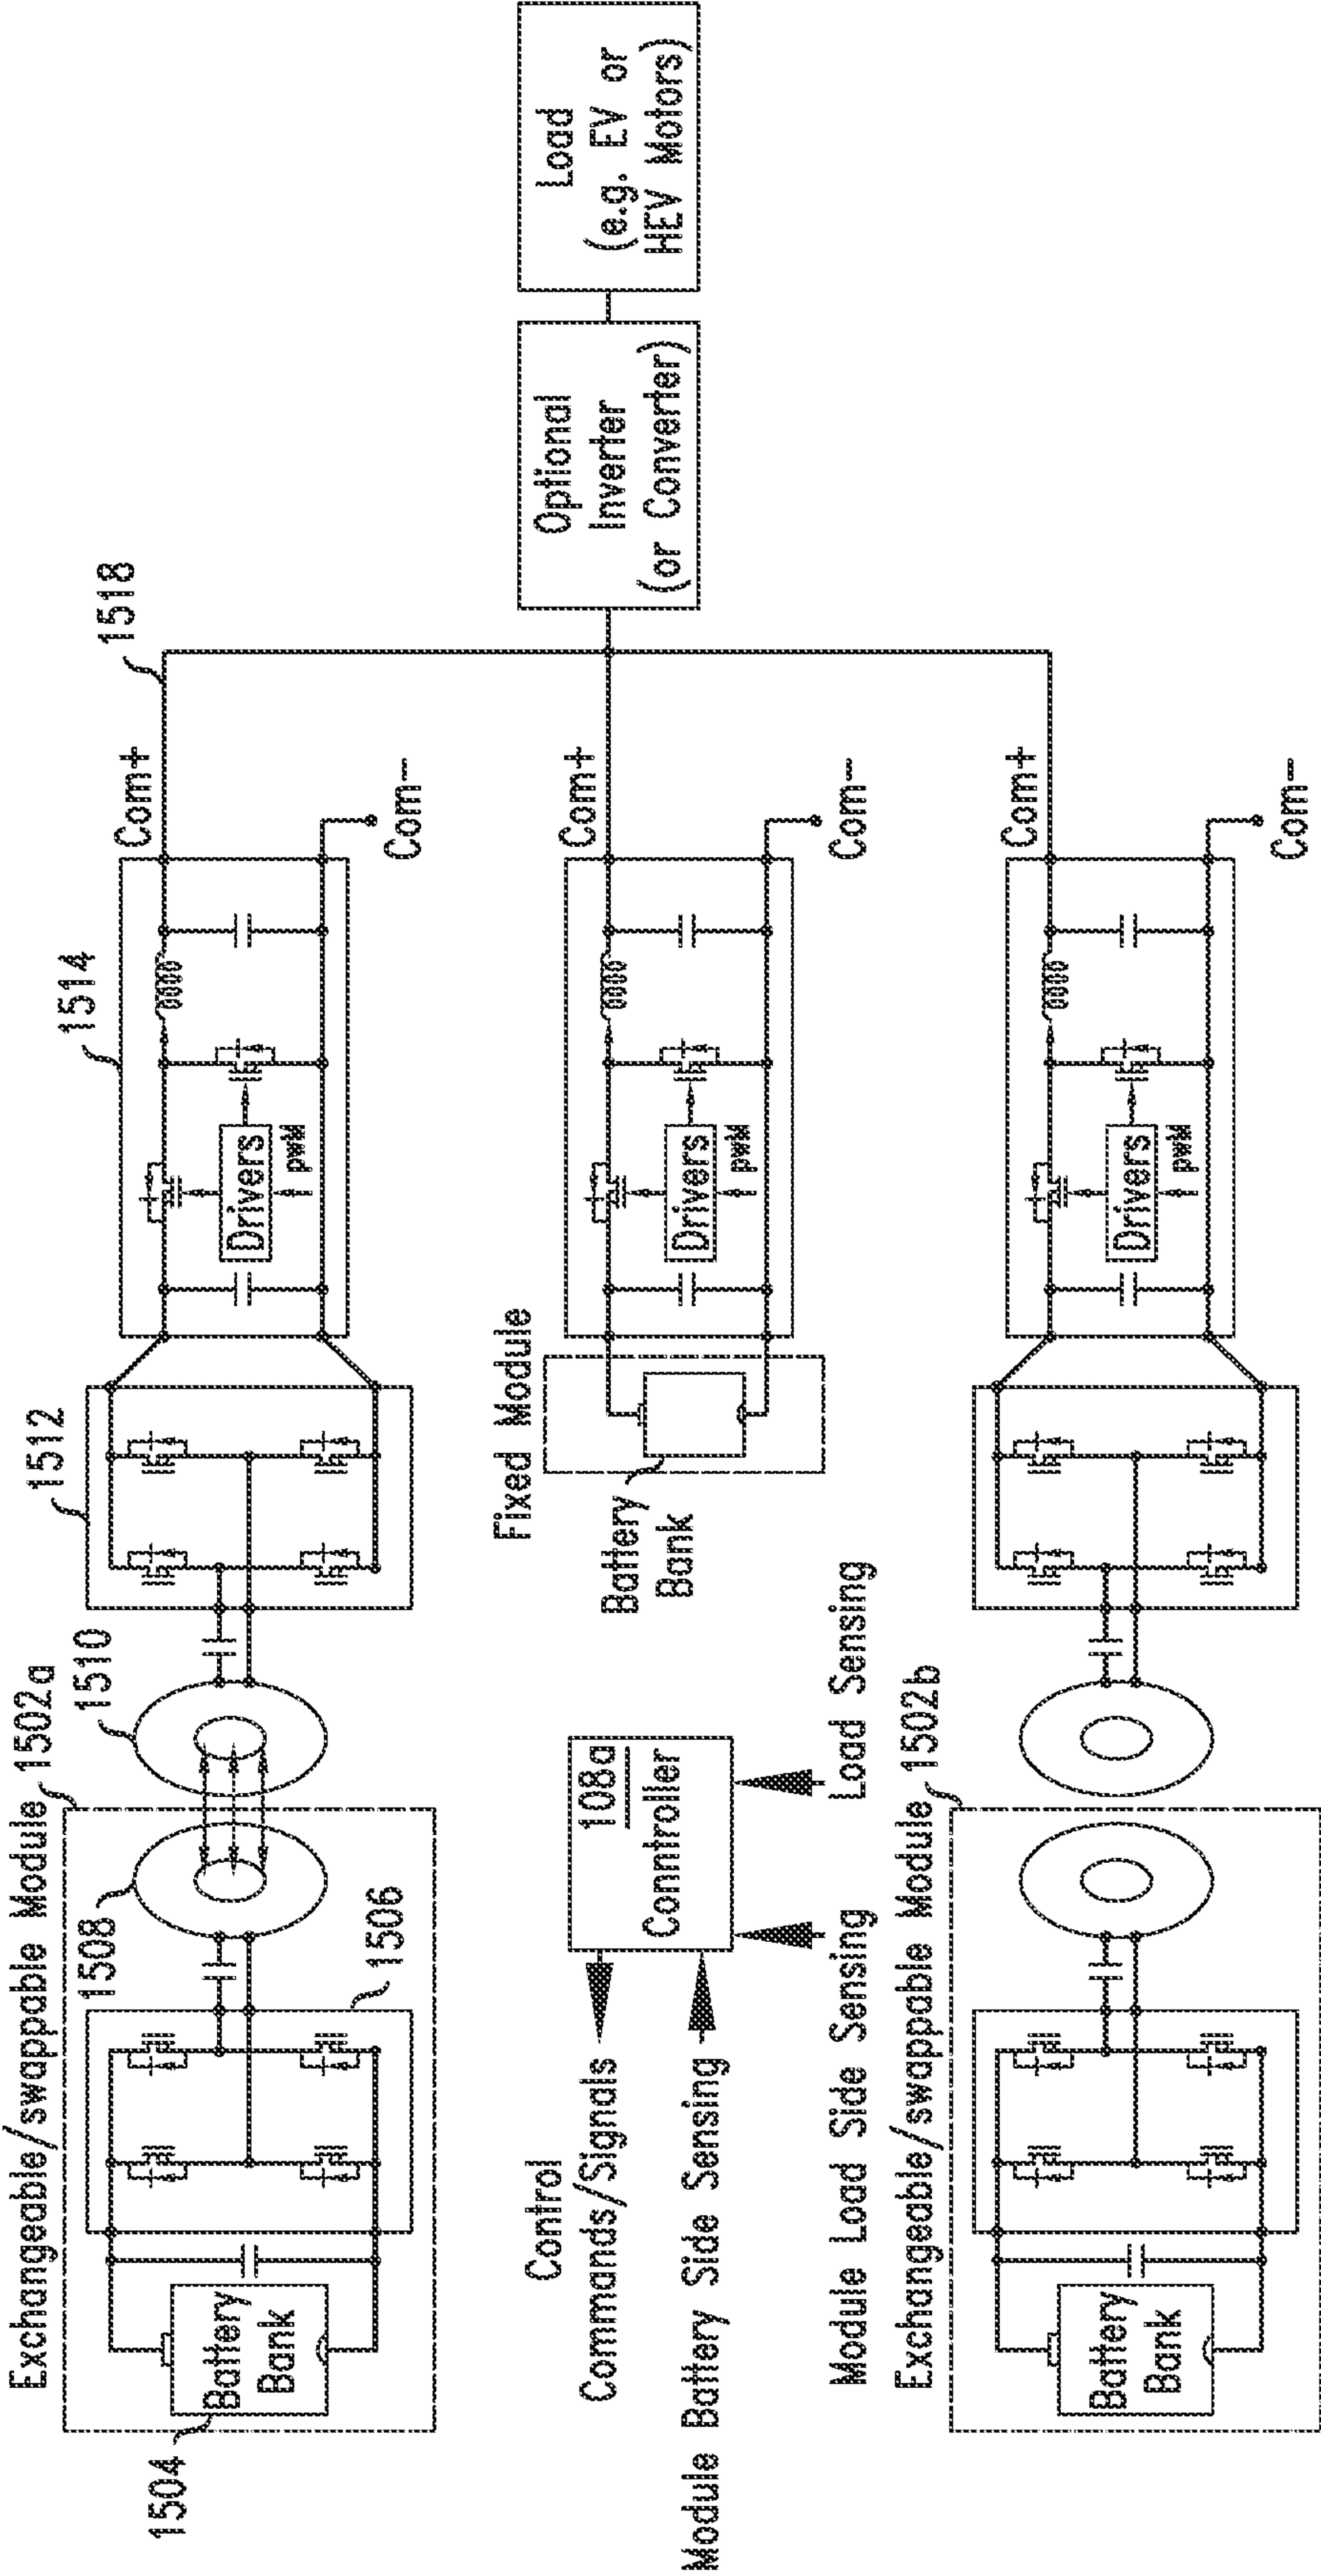 Exchangeable/swappable Module
1502a
1504
Battery
Bank
1506
1508
1510
1512
1514
Drivers
pwM
Com+
Com−
1518
Control
Commands/Signals
Module Battery Side Sensing
108a
Conntroller
Module Load Side Sensing
Load Sensing
Fixed Module
Battery
Bank
Drivers
pwM
Com+
Com−
Optional
Inverter
(or Converter)
Load
(e.g. EV or
HEV Motors)
Exchangeable/swappable Module
1502b
Battery
Bank
Drivers
pwM
Com+
Com−